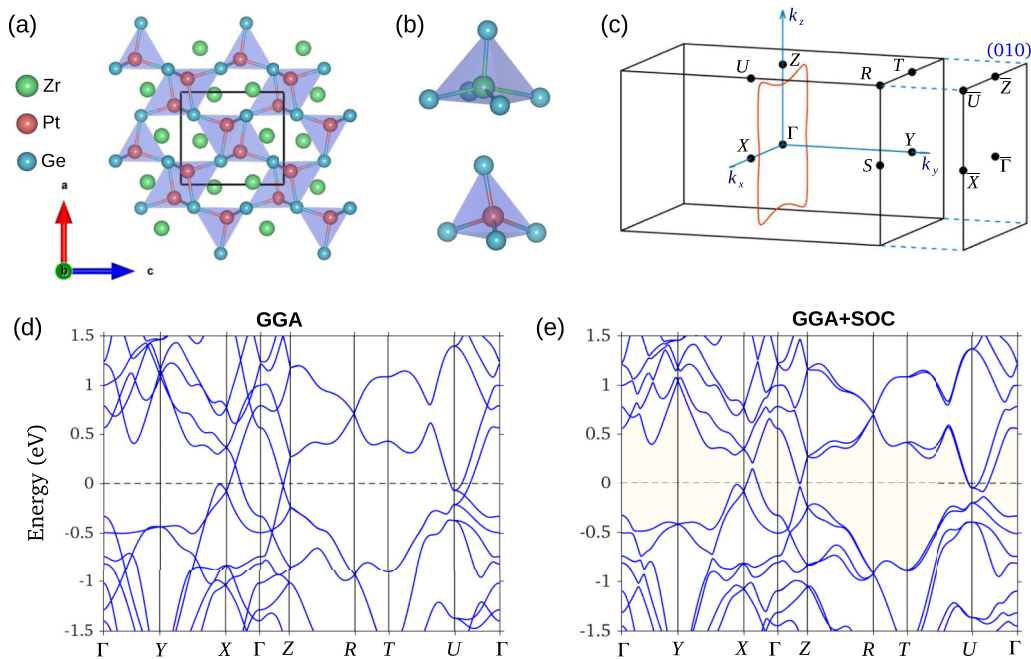 (a)
Zr
Pt
Ge
a
b
c
(b)
(c)
k_z
(010)
U
Z
R
T
U̅
Z̅
X
Γ
Y
k_x
k_y
S
X̅
Γ̅
(d)
GGA
Energy (eV)
1.5
1
0.5
0
-0.5
-1
-1.5
Γ Y X Γ Z R T U Γ
(e)
GGA+SOC
1.5
1
0.5
0
-0.5
-1
-1.5
Γ Y X Γ Z R T U Γ